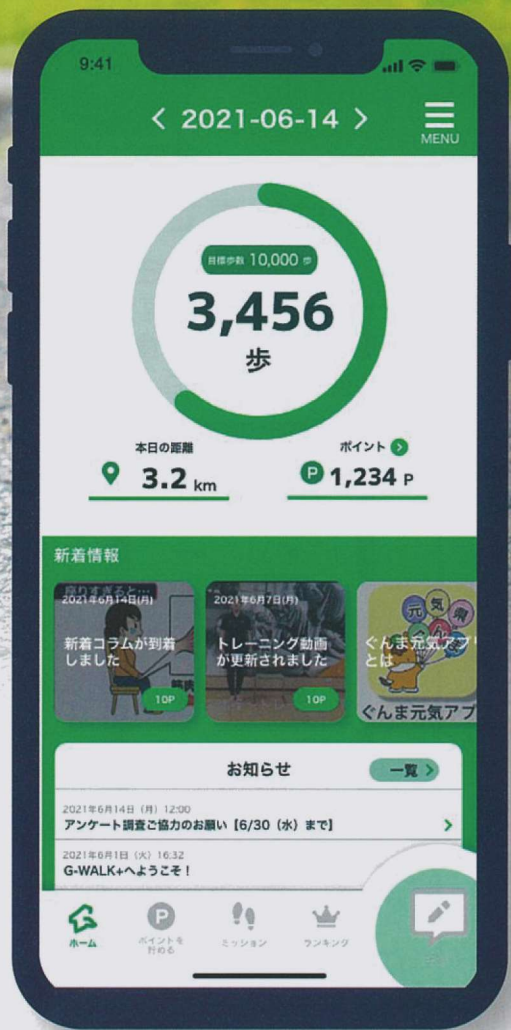 9:41
2021-06-14
MENU
目標歩数 10,000 歩
3,456
歩
本日の距離
3.2 km
ポイント
P 1,234 P
新着情報
座りすぎると…
2021年6月14日(月)
新着コラムが到着
しました
10P
2021年6月7日(月)
トレーニング動画
が更新されました
10P
元気県
ぐんま元気アプリ
とは
ぐんま元気アプ
お知らせ
一覧
2021年6月14日（月）12:00
アンケート調査ご協力のお願い【6/30（水）まで】
2021年6月1日（火）16:32
G-WALK+へようこそ！
ホーム
P
ポイントを
貯める
ミッション
ランキング